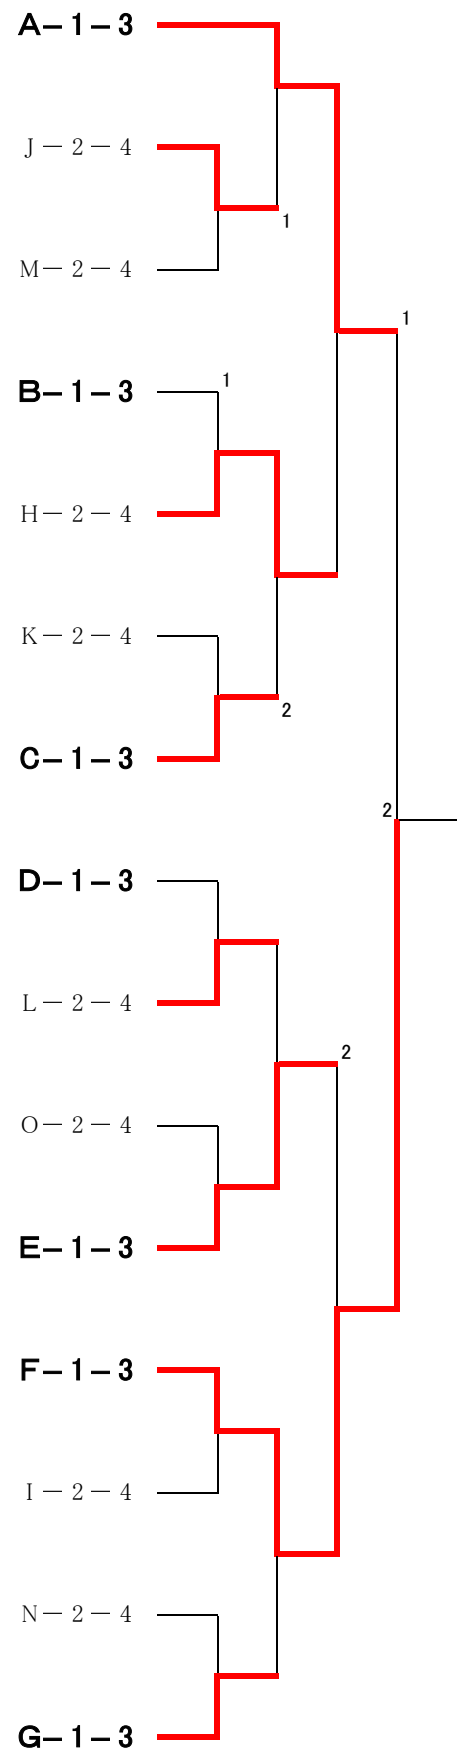 A－1－3
J－2－4
1
M－2－4
1
B－1－3
1
H－2－4
K－2－4
2
C－1－3
2
D－1－3
L－2－4
2
O－2－4
E－1－3
F－1－3
I－2－4
N－2－4
G－1－3